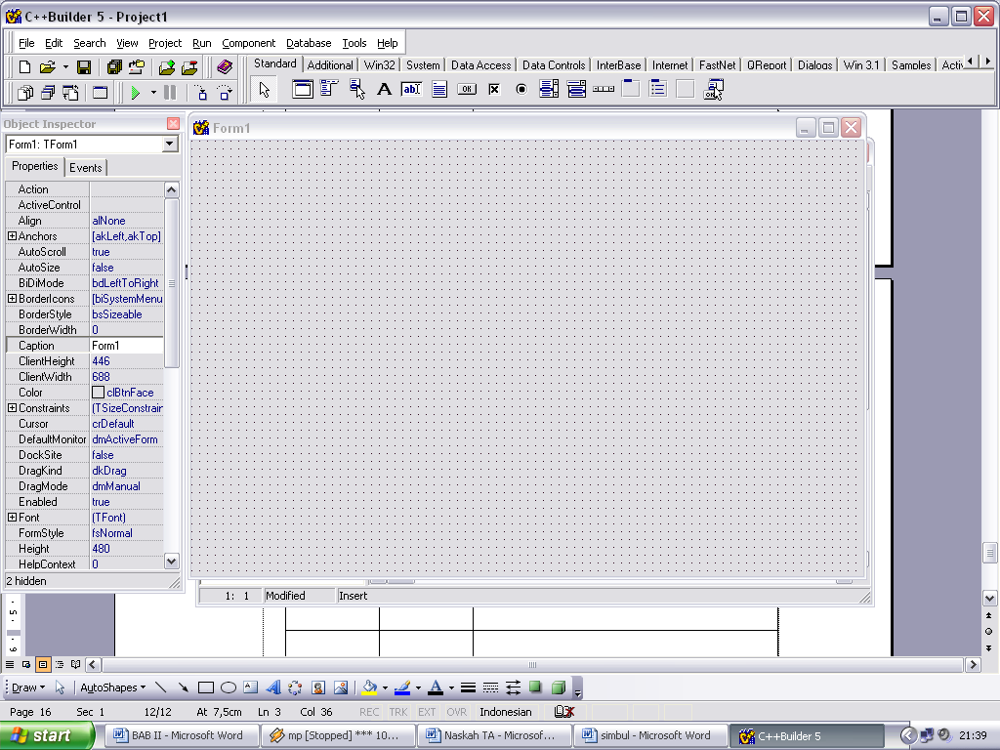 C++Builder 5 - Project1
File Edit Search View Project Run Component Database Tools Help
Standard Additional Win32 System Data Access Data Controls InterBase Internet FastNet QReport Dialogs Win 3.1 Samples
A ab OK
Object Inspector
Form1: TForm1
Properties Events
Action
ActiveControl
Align alNone
Anchors [akLeft,akTop]
AutoScroll true
AutoSize false
BiDiMode bdLeftToRight
BorderIcons [biSystemMenu
BorderStyle bsSizeable
BorderWidth 0
Caption Form1
ClientHeight 446
ClientWidth 688
Color clBtnFace
Constraints (TSizeConstrain
Cursor crDefault
DefaultMonitor dmActiveForm
DockSite false
DragKind dkDrag
DragMode dmManual
Enabled true
Font (TFont)
FormStyle fsNormal
Height 480
HelpContext 0
2 hidden
Form1
1: 1 Modified Insert
Draw AutoShapes
Page 16 Sec 1 12/12 At 7,5cm Ln 3 Col 36 REC TRK EXT OVR Indonesian
start BAB II - Microsoft Word mp [Stopped] *** 10... Naskah TA - Microsof... simbul - Microsoft Word C++Builder 5 21:39